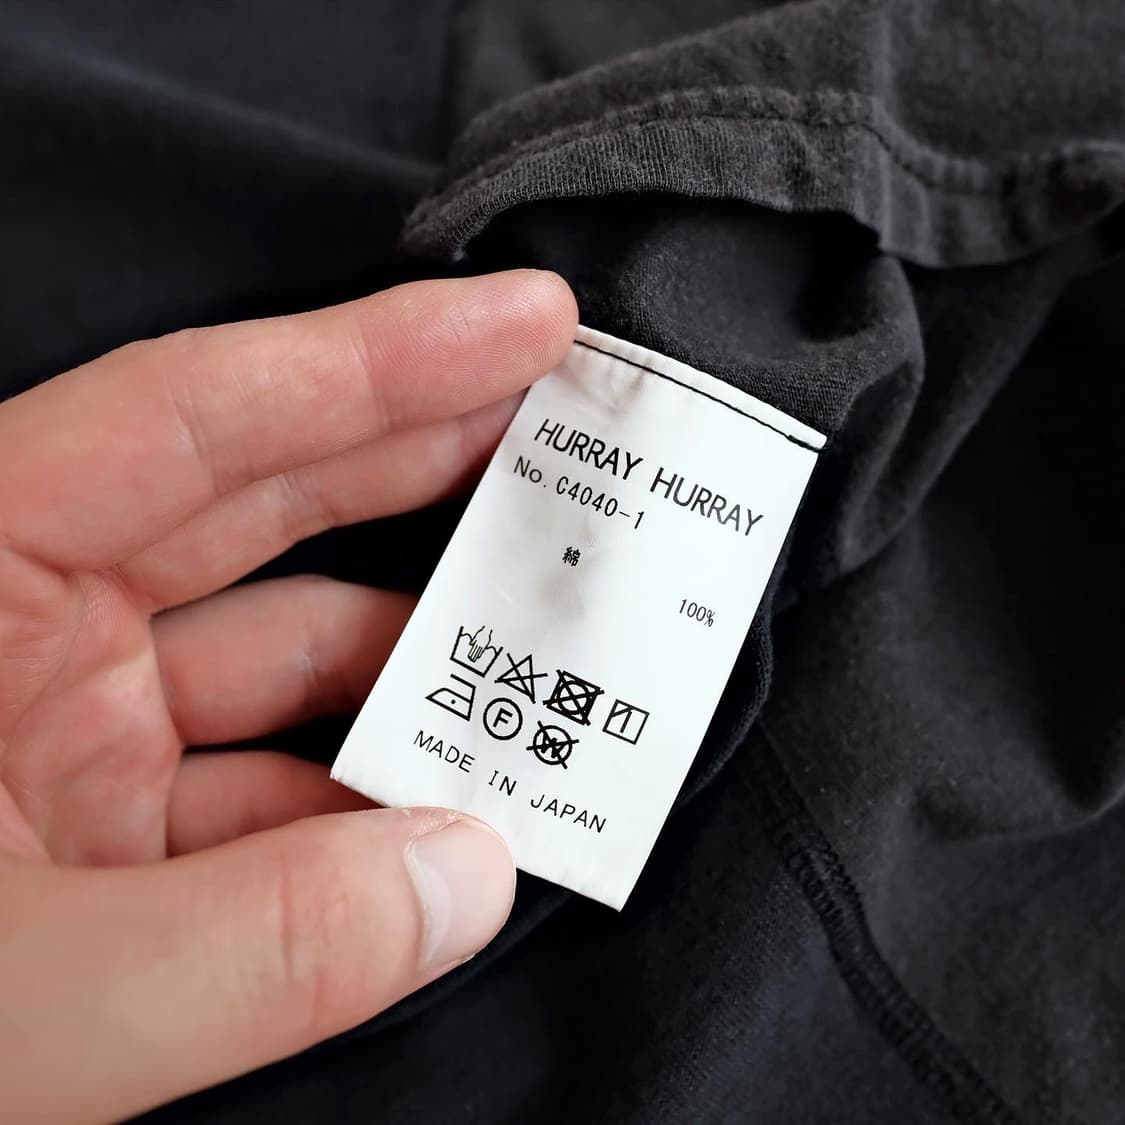 HURRAY HURRAY
No. C4040-1
綿
100%
F
W
MADE IN JAPAN